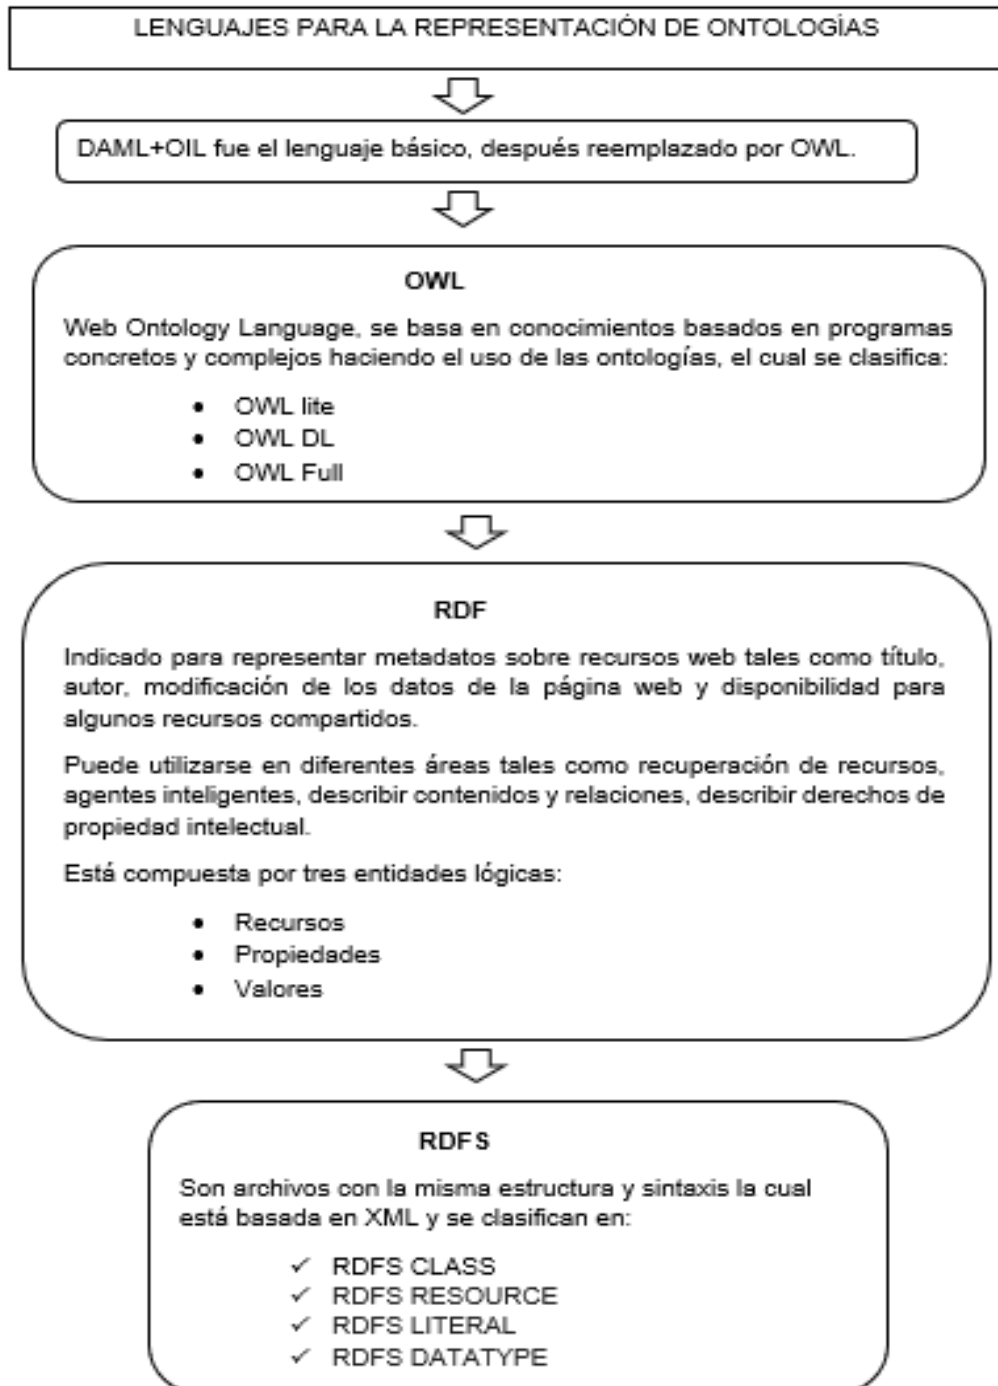 LENGUAJES PARA LA REPRESENTACIÓN DE ONTOLOGÍAS
DAML+OIL fue el lenguaje básico, después reemplazado por OWL.
OWL
Web Ontology Language, se basa en conocimientos basados en programas
concretos y complejos haciendo el uso de las ontologías, el cual se clasifica:
• OWL lite
• OWL DL
• OWL Full
RDF
Indicado para representar metadatos sobre recursos web tales como título,
autor, modificación de los datos de la página web y disponibilidad para
algunos recursos compartidos.
Puede utilizarse en diferentes áreas tales como recuperación de recursos,
agentes inteligentes, describir contenidos y relaciones, describir derechos de
propiedad intelectual.
Está compuesta por tres entidades lógicas:
• Recursos
• Propiedades
• Valores
RDFS
Son archivos con la misma estructura y sintaxis la cual
está basada en XML y se clasifican en:
✓ RDFS CLASS
✓ RDFS RESOURCE
✓ RDFS LITERAL
✓ RDFS DATATYPE